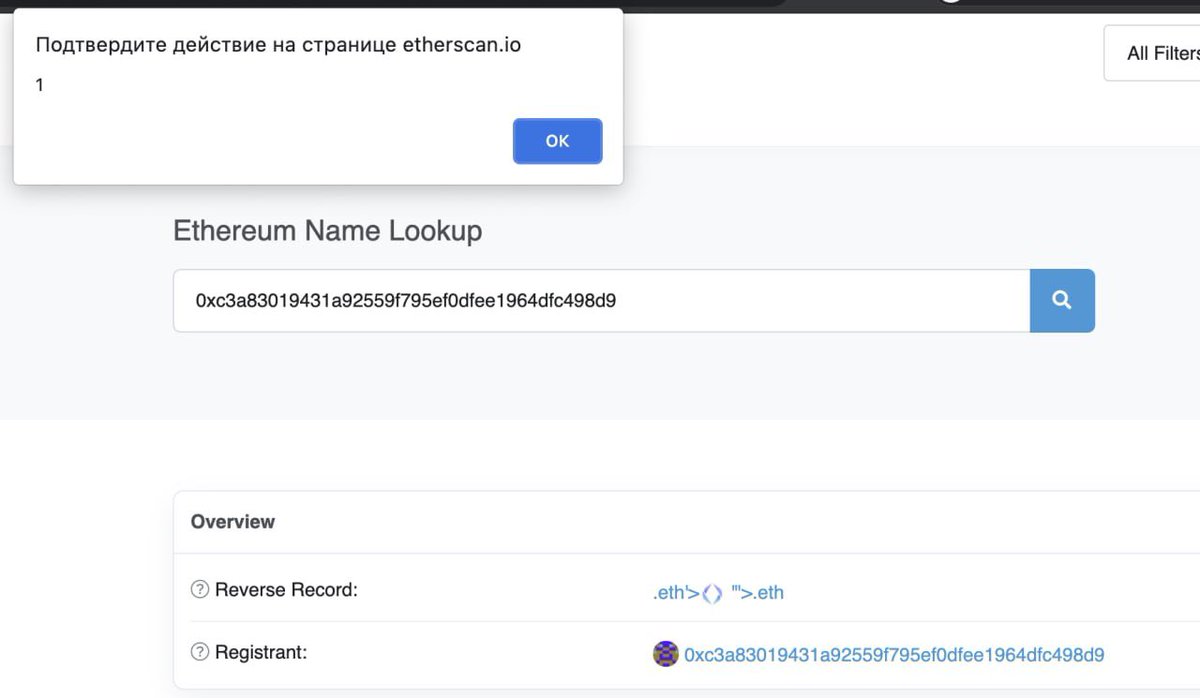 Подтвердите действие на странице etherscan.io
1
OK
All Filters
Ethereum Name Lookup
0xc3a83019431a92559f795ef0dfee1964dfc498d9
Overview
Reverse Record:
.eth'> "'>.eth
Registrant:
0xc3a83019431a92559f795ef0dfee1964dfc498d9